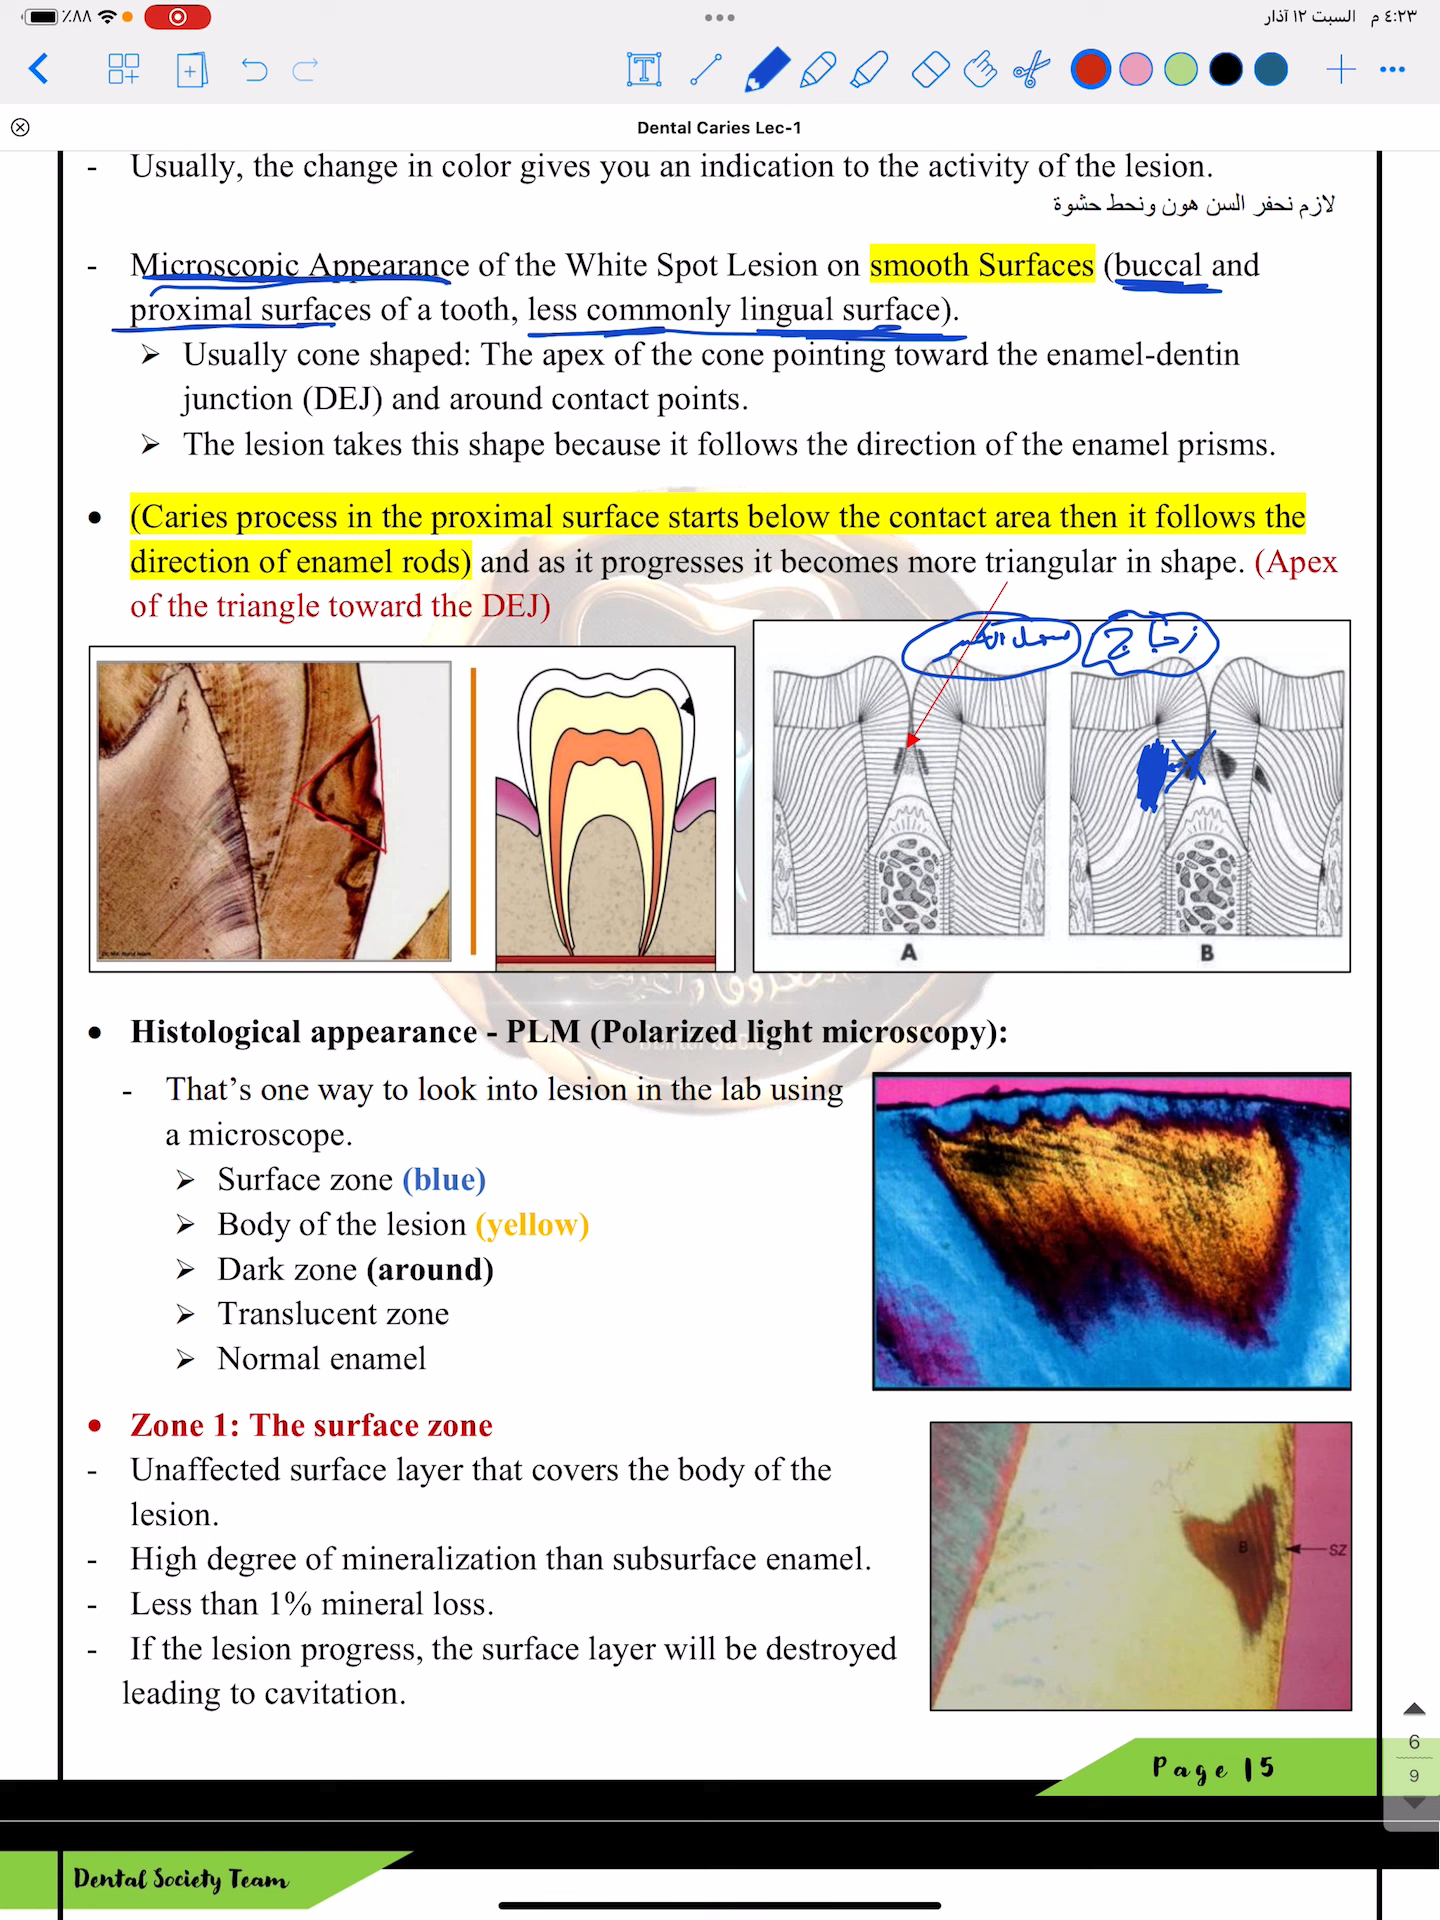 ٪٨٨
٤:٢٣ م السبت ١٢ آذار
Dental Caries Lec-1
- Usually, the change in color gives you an indication to the activity of the lesion.
لازم نحفر السن هون ونحط حشوة
- Microscopic Appearance of the White Spot Lesion on smooth Surfaces (buccal and
proximal surfaces of a tooth, less commonly lingual surface).
➢ Usually cone shaped: The apex of the cone pointing toward the enamel-dentin
junction (DEJ) and around contact points.
➢ The lesion takes this shape because it follows the direction of the enamel prisms.
• (Caries process in the proximal surface starts below the contact area then it follows the
direction of enamel rods) and as it progresses it becomes more triangular in shape. (Apex
of the triangle toward the DEJ)
زجاج
A
B
• Histological appearance - PLM (Polarized light microscopy):
- That’s one way to look into lesion in the lab using
a microscope.
➢ Surface zone (blue)
➢ Body of the lesion (yellow)
➢ Dark zone (around)
➢ Translucent zone
➢ Normal enamel
• Zone 1: The surface zone
- Unaffected surface layer that covers the body of the
lesion.
- High degree of mineralization than subsurface enamel.
- Less than 1% mineral loss.
- If the lesion progress, the surface layer will be destroyed
leading to cavitation.
B
SZ
Page | 5
6
9
Dental Society Team